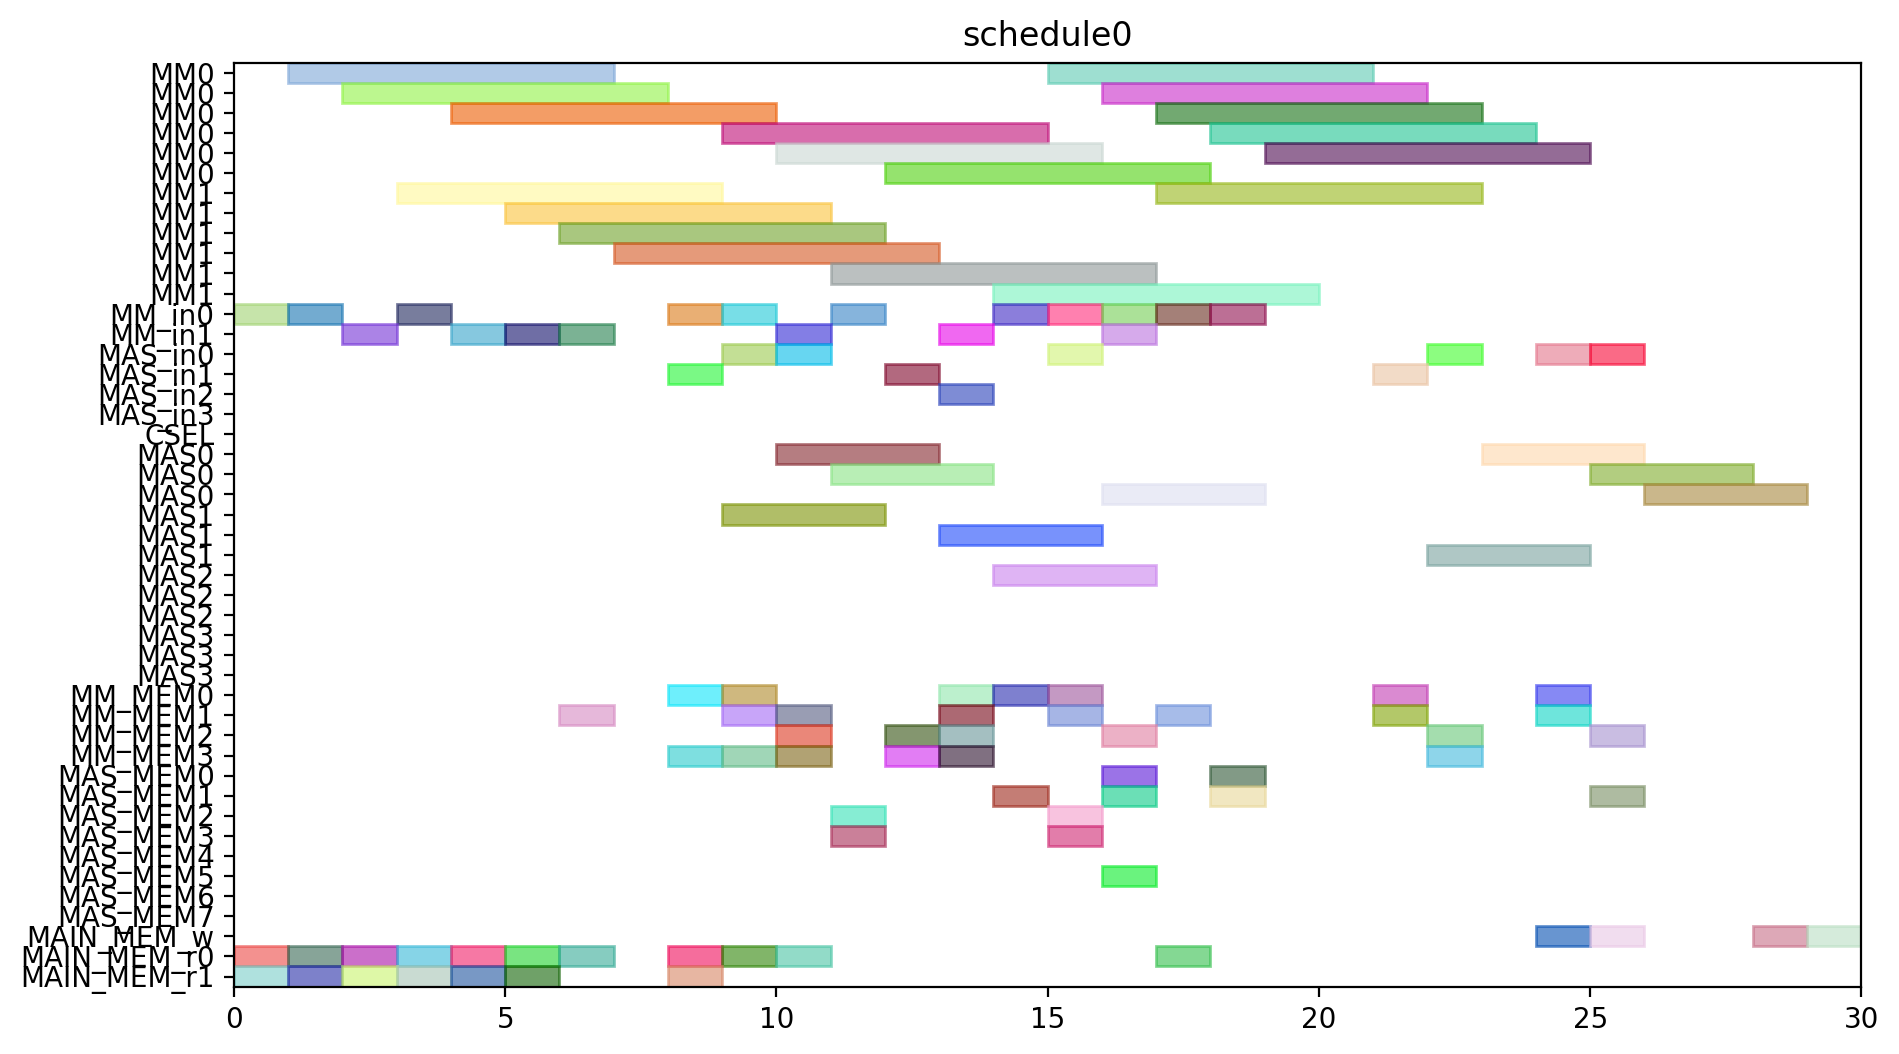 schedule0
MM0
MM0
MM0
MM0
MM0
MM0
MM1
MM1
MM1
MM1
MM1
MM1
MM_in0
MM_in1
MAS_in0
MAS_in1
MAS_in2
MAS_in3
CSEL
MAS0
MAS0
MAS0
MAS1
MAS1
MAS1
MAS2
MAS2
MAS2
MAS3
MAS3
MAS3
MM_MEM0
MM_MEM1
MM_MEM2
MM_MEM3
MAS_MEM0
MAS_MEM1
MAS_MEM2
MAS_MEM3
MAS_MEM4
MAS_MEM5
MAS_MEM6
MAS_MEM7
MAIN_MEM_w
MAIN_MEM_r0
MAIN_MEM_r1
0 5 10 15 20 25 30